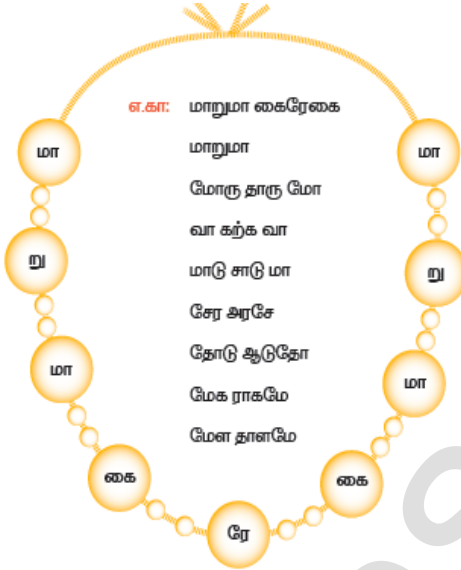 எ.கா: மாறுமா கைரேகை
மாறுமா
மோரு தாரு மோ
வா கற்க வா
மாடு சாடு மா
சேர அரசே
தோடு ஆடுதோ
மேக ராகமே
மேள தாளமே
மா
று
மா
கை
ரே
கை
மா
று
மா